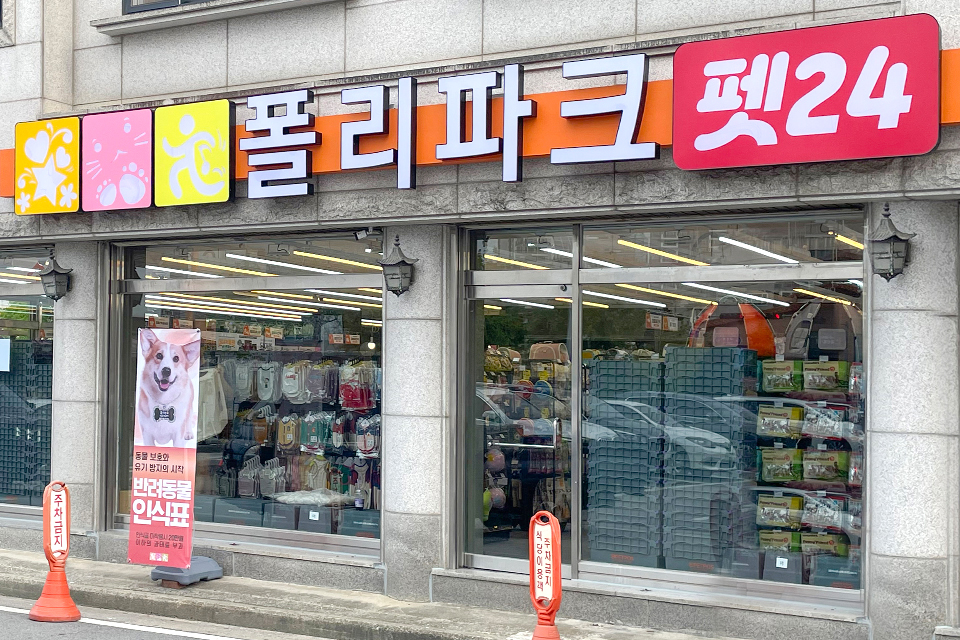 폴리파크
펫24
동물 보호와
유기 방지의 시작
반려동물
인식표
주차금지
주차금지
식당이용객